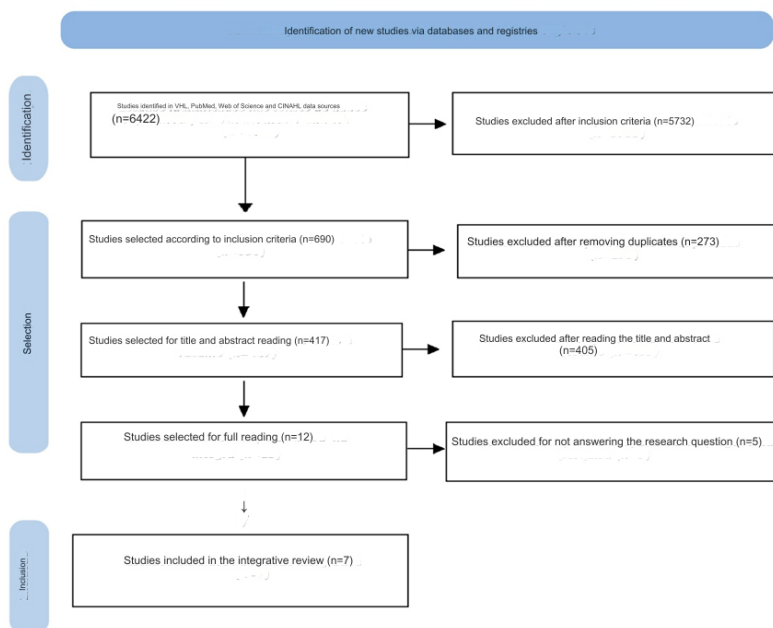 Identification of new studies via databases and registries
Identification
Studies identified in VHL, PubMed, Web of Science and CINAHL data sources
(n=6422)
Studies excluded after inclusion criteria (n=5732)
Selection
Studies selected according to inclusion criteria (n=690)
Studies excluded after removing duplicates (n=273)
Studies selected for title and abstract reading (n=417)
Studies excluded after reading the title and abstract
(n=405)
Studies selected for full reading (n=12)
Studies excluded for not answering the research question (n=5)
Inclusion
Studies included in the integrative review (n=7)